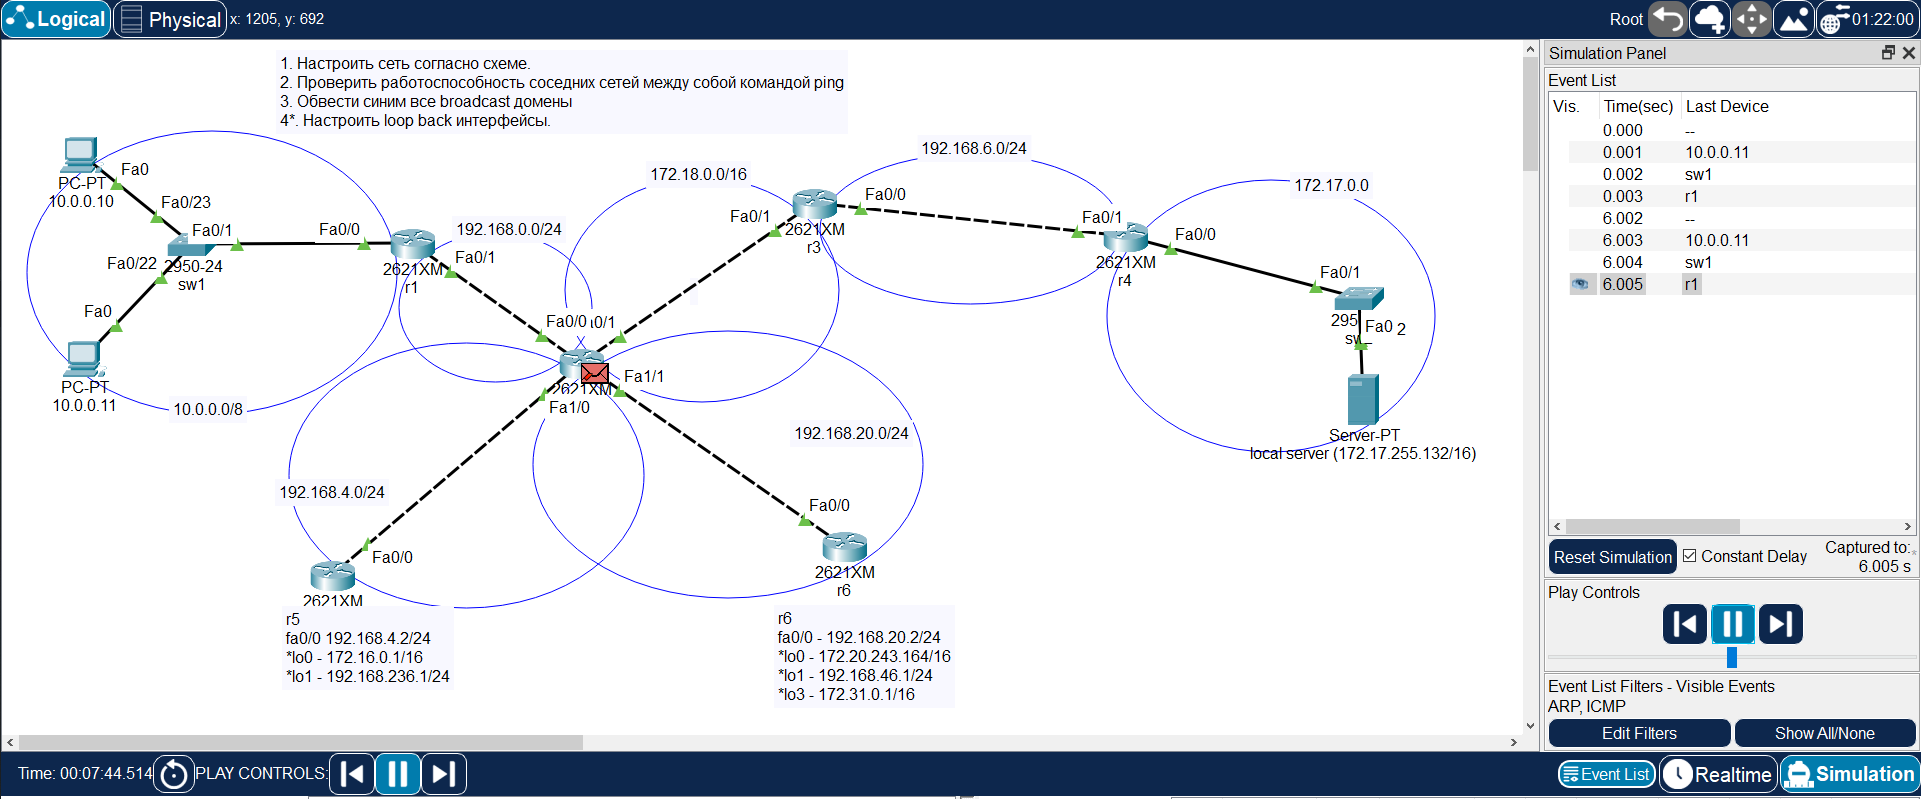 Logical
Physical
x: 1205, y: 692
Root
01:22:00
1. Настроить сеть согласно схеме.
2. Проверить работоспособность соседних сетей между собой командой ping
3. Обвести синим все broadcast домены
4*. Настроить loop back интерфейсы.
PC-PT
10.0.0.10
Fa0
Fa0/23
Fa0/1
Fa0/22
2950-24
sw1
Fa0
PC-PT
10.0.0.11
10.0.0.0/8
Fa0/0
2621XM
r1
Fa0/1
192.168.0.0/24
172.18.0.0/16
Fa0/1
2621XM
r3
Fa0/0
192.168.6.0/24
Fa0/1
2621XM
r4
Fa0/0
172.17.0.0
Fa0/1
295
Fa0
2
Server-PT
local server (172.17.255.132/16)
Fa0/0
0/1
2621XM
Fa1/1
Fa1/0
192.168.20.0/24
192.168.4.0/24
Fa0/0
2621XM
r5
fa0/0 192.168.4.2/24
*lo0 - 172.16.0.1/16
*lo1 - 192.168.236.1/24
Fa0/0
2621XM
r6
r6
fa0/0 - 192.168.20.2/24
*lo0 - 172.20.243.164/16
*lo1 - 192.168.46.1/24
*lo3 - 172.31.0.1/16
Simulation Panel
Event List
Vis. Time(sec) Last Device
0.000 --
0.001 10.0.0.11
0.002 sw1
0.003 r1
6.002 --
6.003 10.0.0.11
6.004 sw1
6.005 r1
Reset Simulation
Constant Delay
Captured to:
6.005 s
Play Controls
Event List Filters - Visible Events
ARP, ICMP
Edit Filters
Show All/None
Time: 00:07:44.514
PLAY CONTROLS:
Event List
Realtime
Simulation